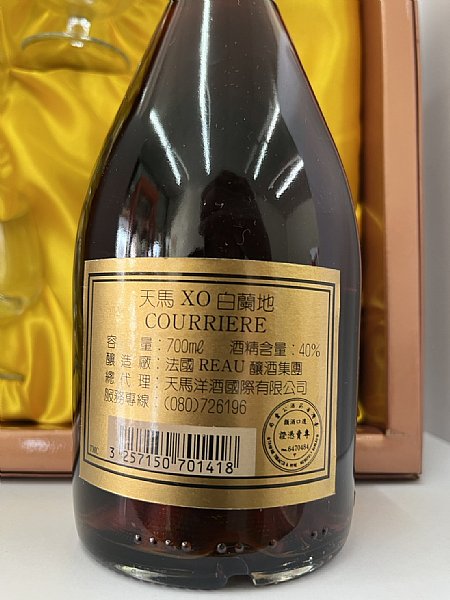 天馬 XO 白蘭地
COURRIERE
容　　量：700mℓ　酒精含量：40%
釀 造 廠：法國 REAU 釀酒集團
總 代 理：天馬洋酒國際有限公司
服務專線：(080)726196
3 257150 701418
No.6470484